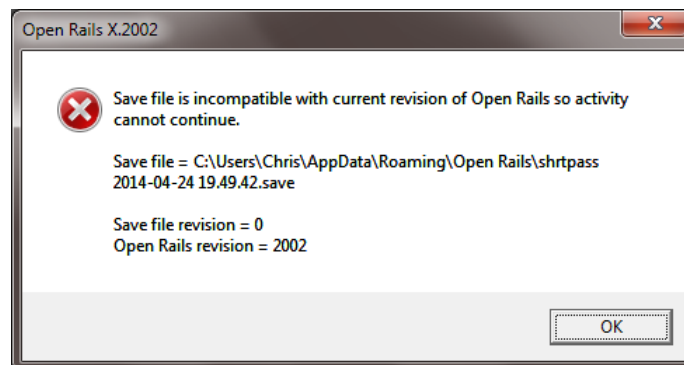 Open Rails X.2002
Save file is incompatible with current revision of Open Rails so activity
cannot continue.
Save file = C:\Users\Chris\AppData\Roaming\Open Rails\shrtpass
2014-04-24 19.49.42.save
Save file revision = 0
Open Rails revision = 2002
OK